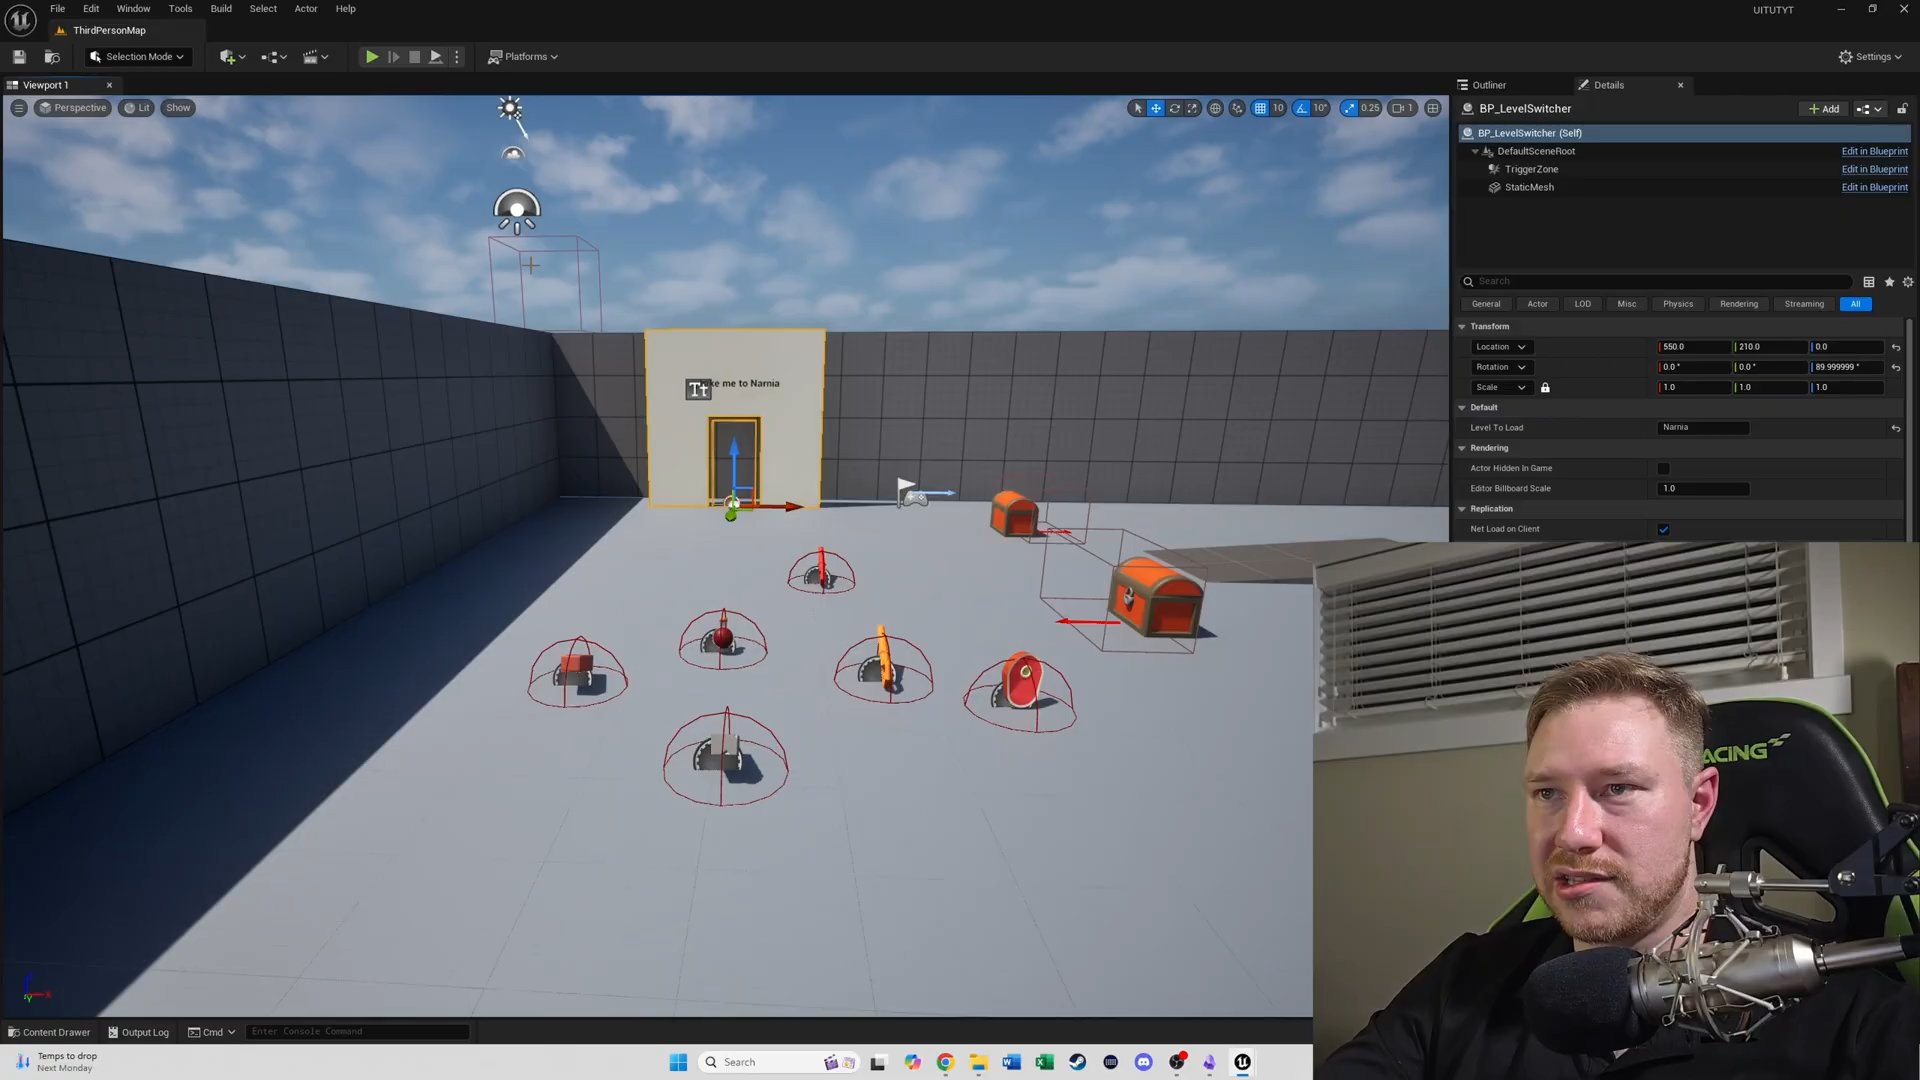 File Edit Window Tools Build Select Actor Help
UITUTYT
ThirdPersonMap
Selection Mode
Platforms
Settings
Viewport 1
Perspective
Lit
Show
10
10°
0.25
1
me to Narnia
Outliner
Details
BP_LevelSwitcher
Add
BP_LevelSwitcher (Self)
DefaultSceneRoot Edit in Blueprint
TriggerZone Edit in Blueprint
StaticMesh Edit in Blueprint
Search
General Actor LOD Misc Physics Rendering Streaming All
Transform
Location 550.0 210.0 0.0
Rotation 0.0 ° 0.0 ° 89.999999 °
Scale 1.0 1.0 1.0
Default
Level To Load Narnia
Rendering
Actor Hidden In Game
Editor Billboard Scale 1.0
Replication
Net Load on Client
Content Drawer
Output Log
Cmd
Enter Console Command
Temps to drop
Next Monday
Search